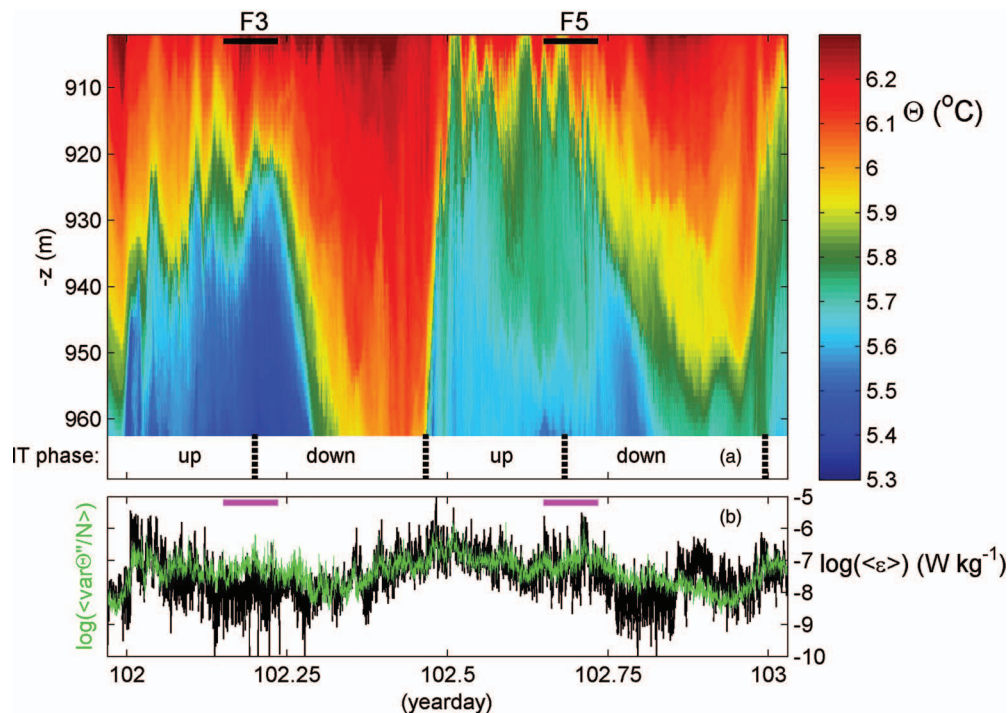 F3 F5
910
920
930
940
950
960
-z (m)
6.2
6.1
6
5.9
5.8
5.7
5.6
5.5
5.4
5.3
Θ (°C)
IT phase: up down up down (a)
(b)
log(<varΘ"/N>)
-5
-6
-7
-8
-9
-10
log(<ε>) (W kg⁻¹)
102 102.25 102.5 102.75 103
(yearday)